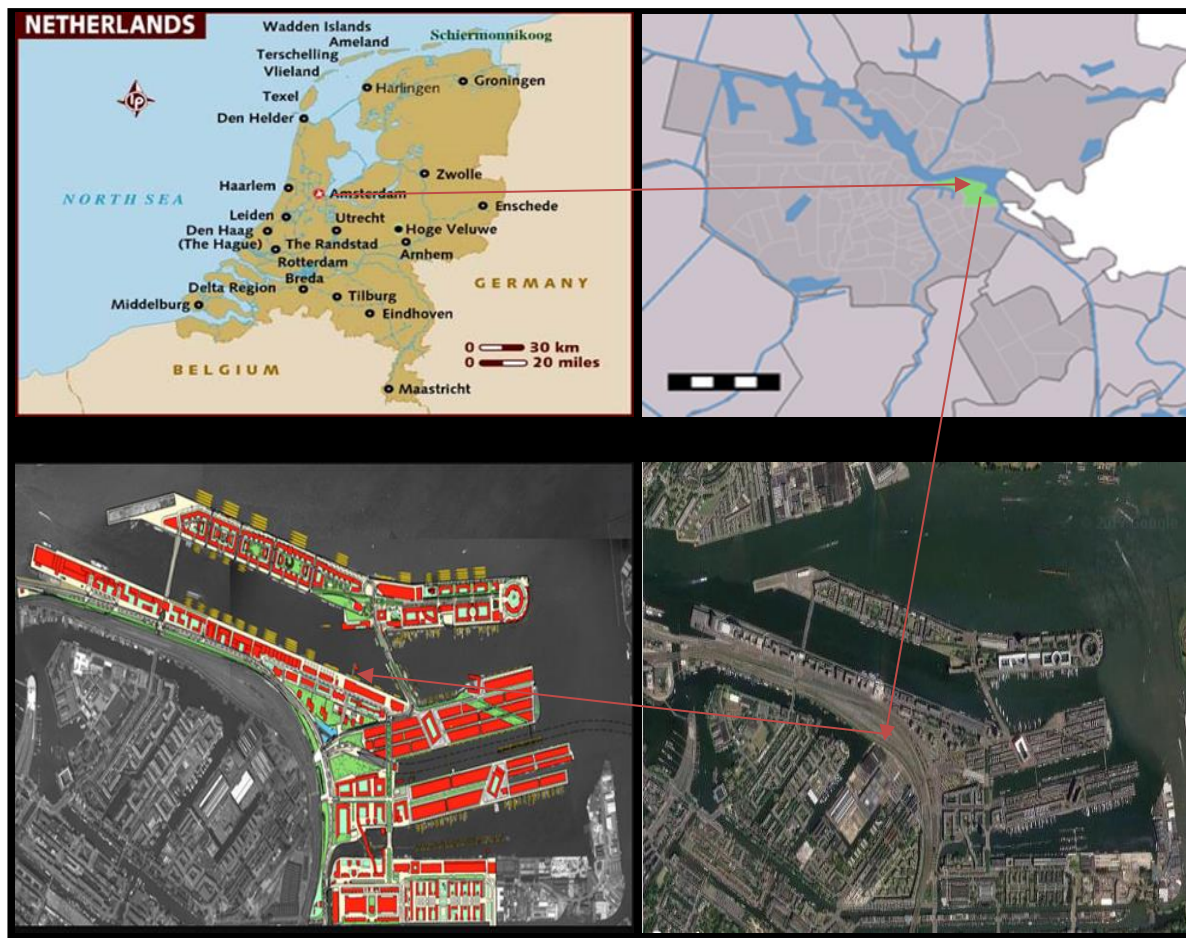 NETHERLANDS
Wadden Islands
Ameland
Schiermonnikoog
Terschelling
Vlieland
Harlingen
Groningen
Texel
Den Helder
Zwolle
Haarlem
Amsterdam
NORTH SEA
Enschede
Leiden
Utrecht
Den Haag
(The Hague)
Hoge Veluwe
The Randstad
Arnhem
Rotterdam
Breda
Delta Region
GERMANY
Middelburg
Tilburg
Eindhoven
0 30 km
0 20 miles
BELGIUM
Maastricht
Google